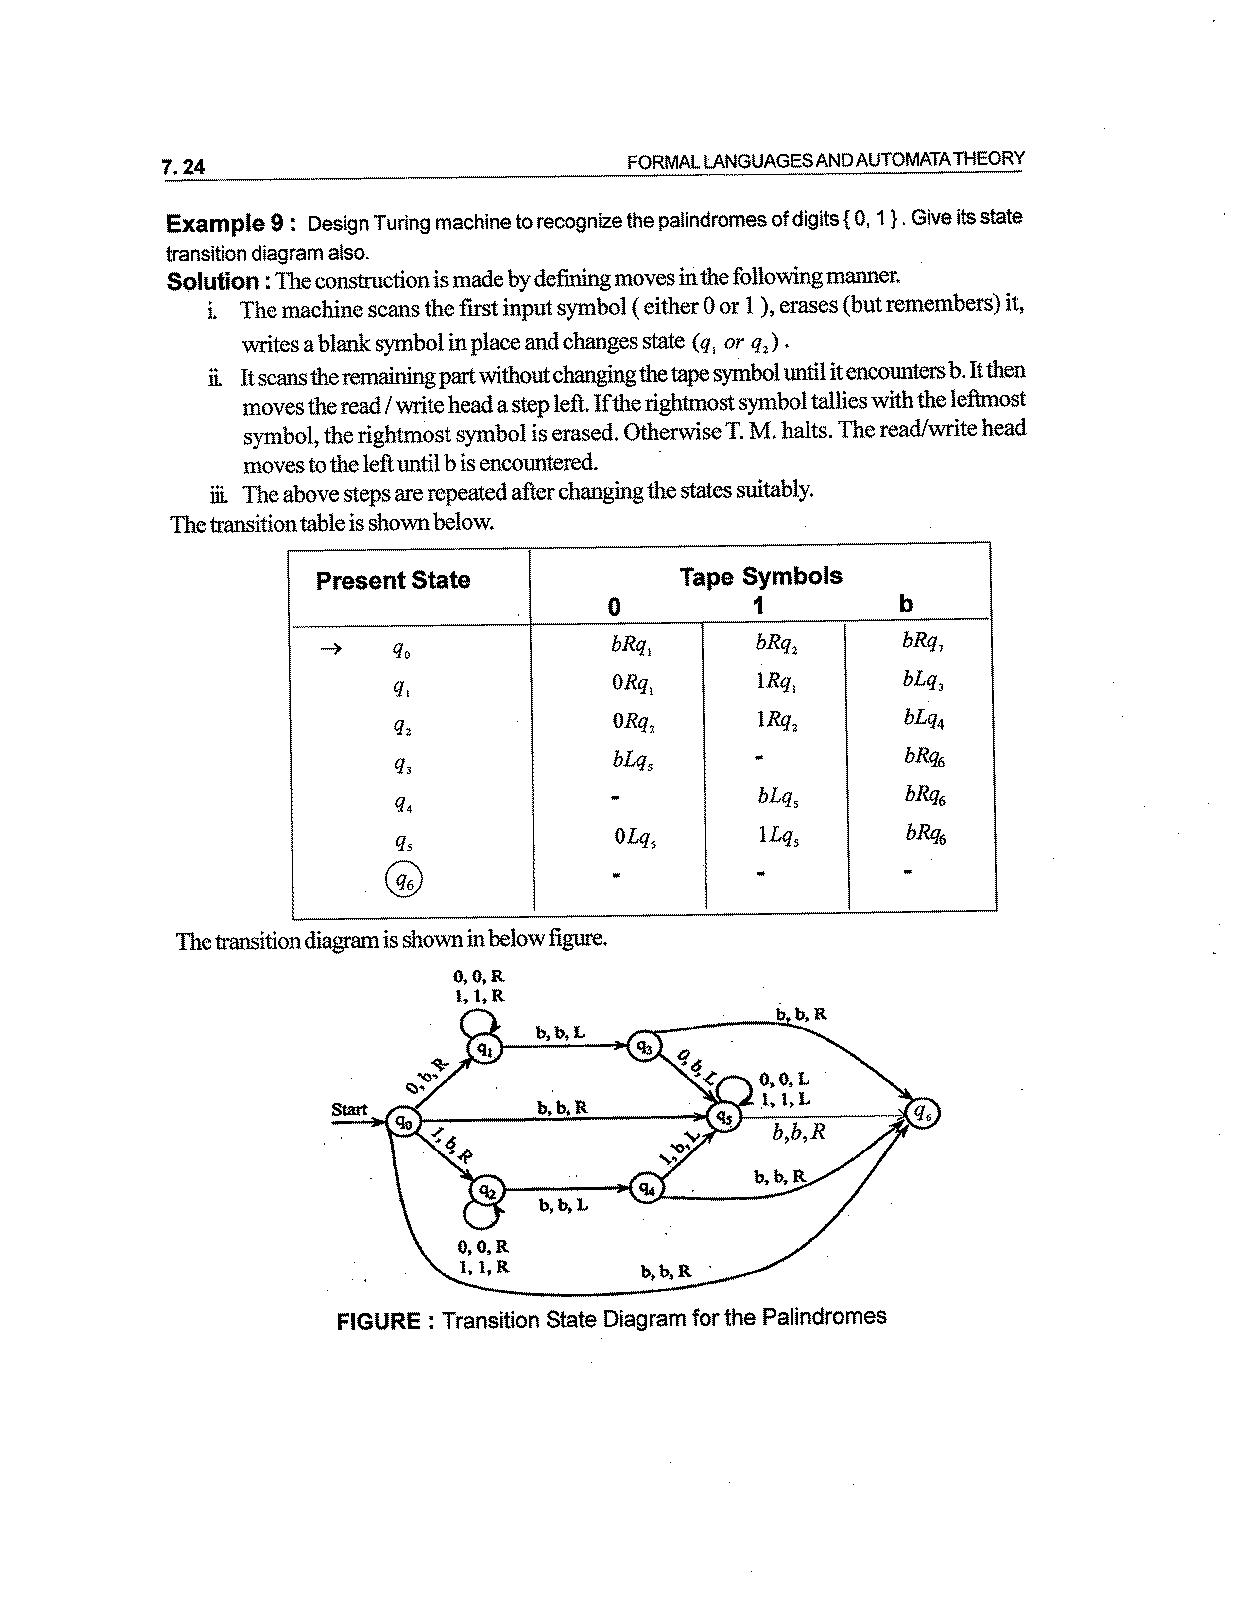 7. 24 FORMAL LANGUAGES AND AUTOMATA THEORY
Example 9 : Design Turing machine to recognize the palindromes of digits { 0, 1 } . Give its state
transition diagram also.
Solution : The construction is made by defining moves in the following manner.
i. The machine scans the first input symbol ( either 0 or 1 ), erases (but remembers) it,
writes a blank symbol in place and changes state (q₁ or q₂) .
ii. It scans the remaining part without changing the tape symbol until it encounters b. It then
moves the read / write head a step left. If the rightmost symbol tallies with the leftmost
symbol, the rightmost symbol is erased. Otherwise T. M. halts. The read/write head
moves to the left until b is encountered.
iii. The above steps are repeated after changing the states suitably.
The transition table is shown below.
Present State Tape Symbols
0 1 b
→ q₀ bRq₁ bRq₂ bRq₇
q₁ 0Rq₁ 1Rq₁ bLq₃
q₂ 0Rq₂ 1Rq₂ bLq₄
q₃ bLq₅ - bRq₆
q₄ - bLq₅ bRq₆
q₅ 0Lq₅ 1Lq₅ bRq₆
q₆ - - -
The transition diagram is shown in below figure.
0, 0, R
1, 1, R
b, b, R
b, b, L
q₁ q₃
0, b, R
0, b, L
0, 0, L
1, 1, L
Start
b, b, R
q₀ q₅ q₆
b,b,R
1, b, R
1, b, L
b, b, R
q₂ q₄
b, b, L
0, 0, R
1, 1, R
b, b, R
FIGURE : Transition State Diagram for the Palindromes